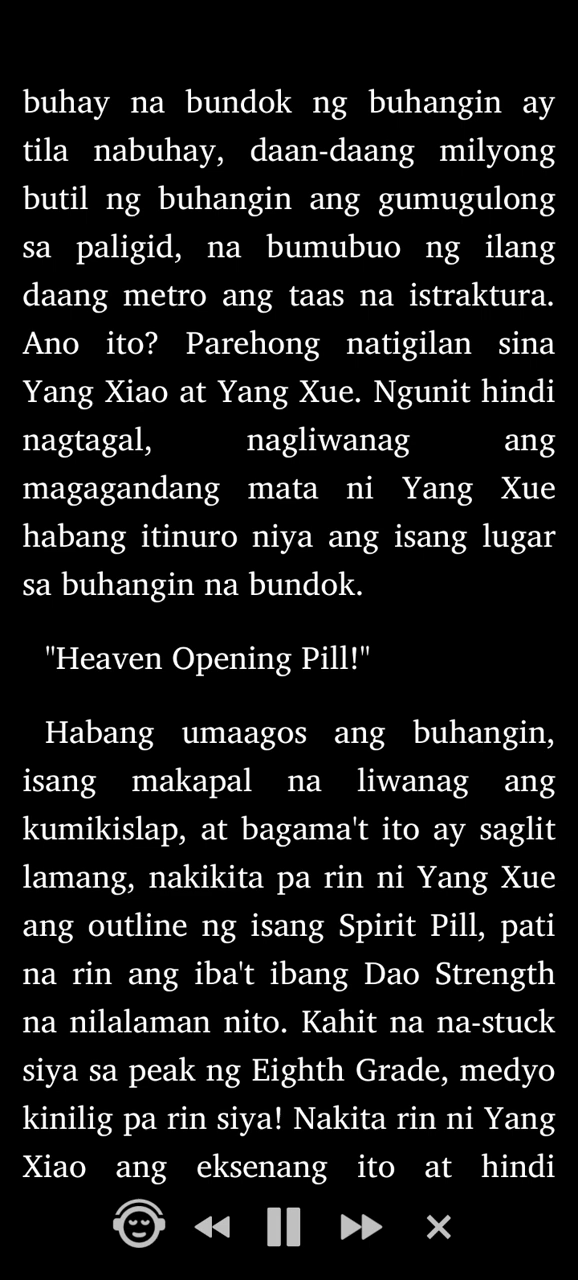 buhay na bundok ng buhangin ay
tila nabuhay, daan-daang milyong
butil ng buhangin ang gumugulong
sa paligid, na bumubuo ng ilang
daang metro ang taas na istraktura.
Ano ito? Parehong natigilan sina
Yang Xiao at Yang Xue. Ngunit hindi
nagtagal, nagliwanag ang
magagandang mata ni Yang Xue
habang itinuro niya ang isang lugar
sa buhangin na bundok.
"Heaven Opening Pill!"
Habang umaagos ang buhangin,
isang makapal na liwanag ang
kumikislap, at bagama't ito ay saglit
lamang, nakikita pa rin ni Yang Xue
ang outline ng isang Spirit Pill, pati
na rin ang iba't ibang Dao Strength
na nilalaman nito. Kahit na na-stuck
siya sa peak ng Eighth Grade, medyo
kinilig pa rin siya! Nakita rin ni Yang
Xiao ang eksenang ito at hindi